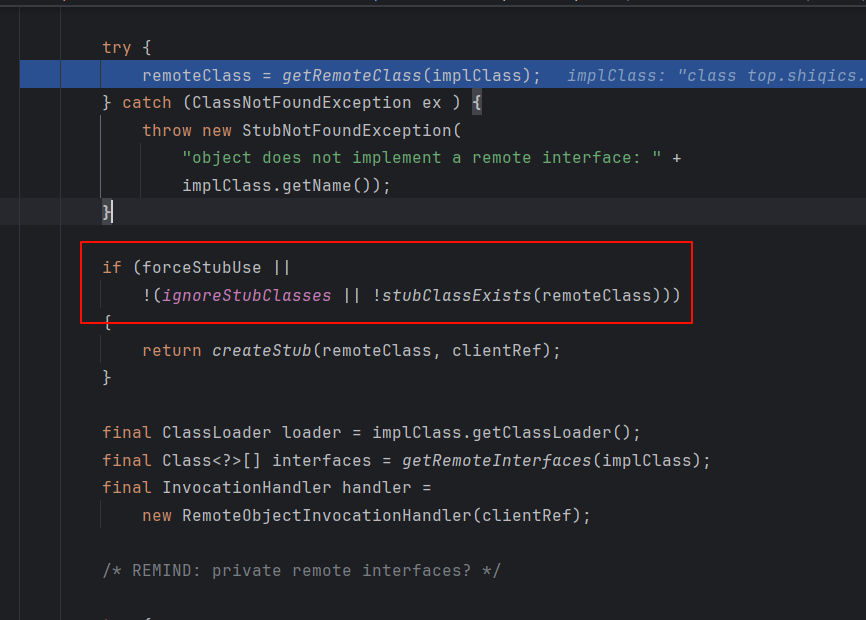 try {
remoteClass = getRemoteClass(implClass);   implClass: "class top.shiqics.
} catch (ClassNotFoundException ex ) {
throw new StubNotFoundException(
"object does not implement a remote interface: " +
implClass.getName());
}
if (forceStubUse ||
!(ignoreStubClasses || !stubClassExists(remoteClass)))
{
return createStub(remoteClass, clientRef);
}
final ClassLoader loader = implClass.getClassLoader();
final Class<?>[] interfaces = getRemoteInterfaces(implClass);
final InvocationHandler handler =
new RemoteObjectInvocationHandler(clientRef);
/* REMIND: private remote interfaces? */